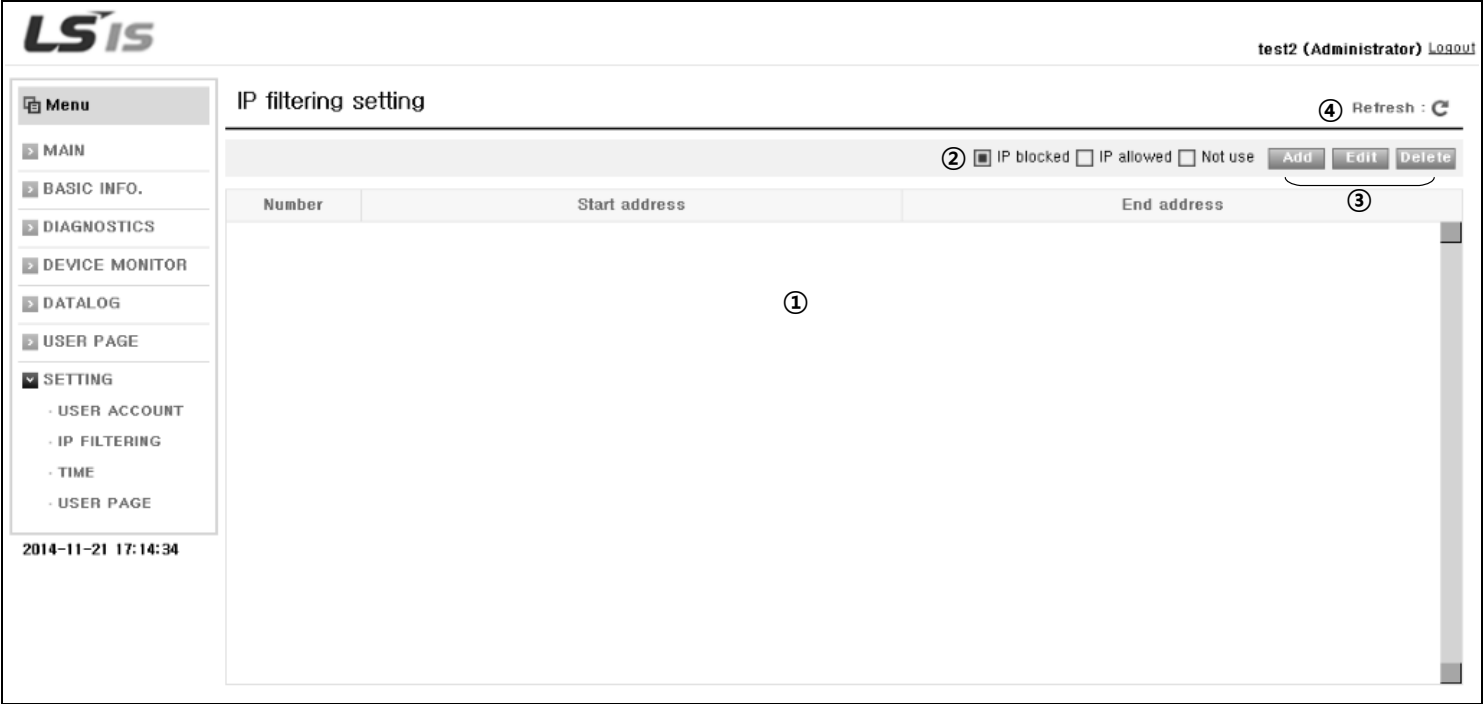 LSis
test2 (Administrator) Logout
Menu
MAIN
BASIC INFO.
DIAGNOSTICS
DEVICE MONITOR
DATALOG
USER PAGE
SETTING
· USER ACCOUNT
· IP FILTERING
· TIME
· USER PAGE
2014-11-21 17:14:34
IP filtering setting
④ Refresh :
② IP blocked IP allowed Not use Add Edit Delete
③
Number Start address End address
①